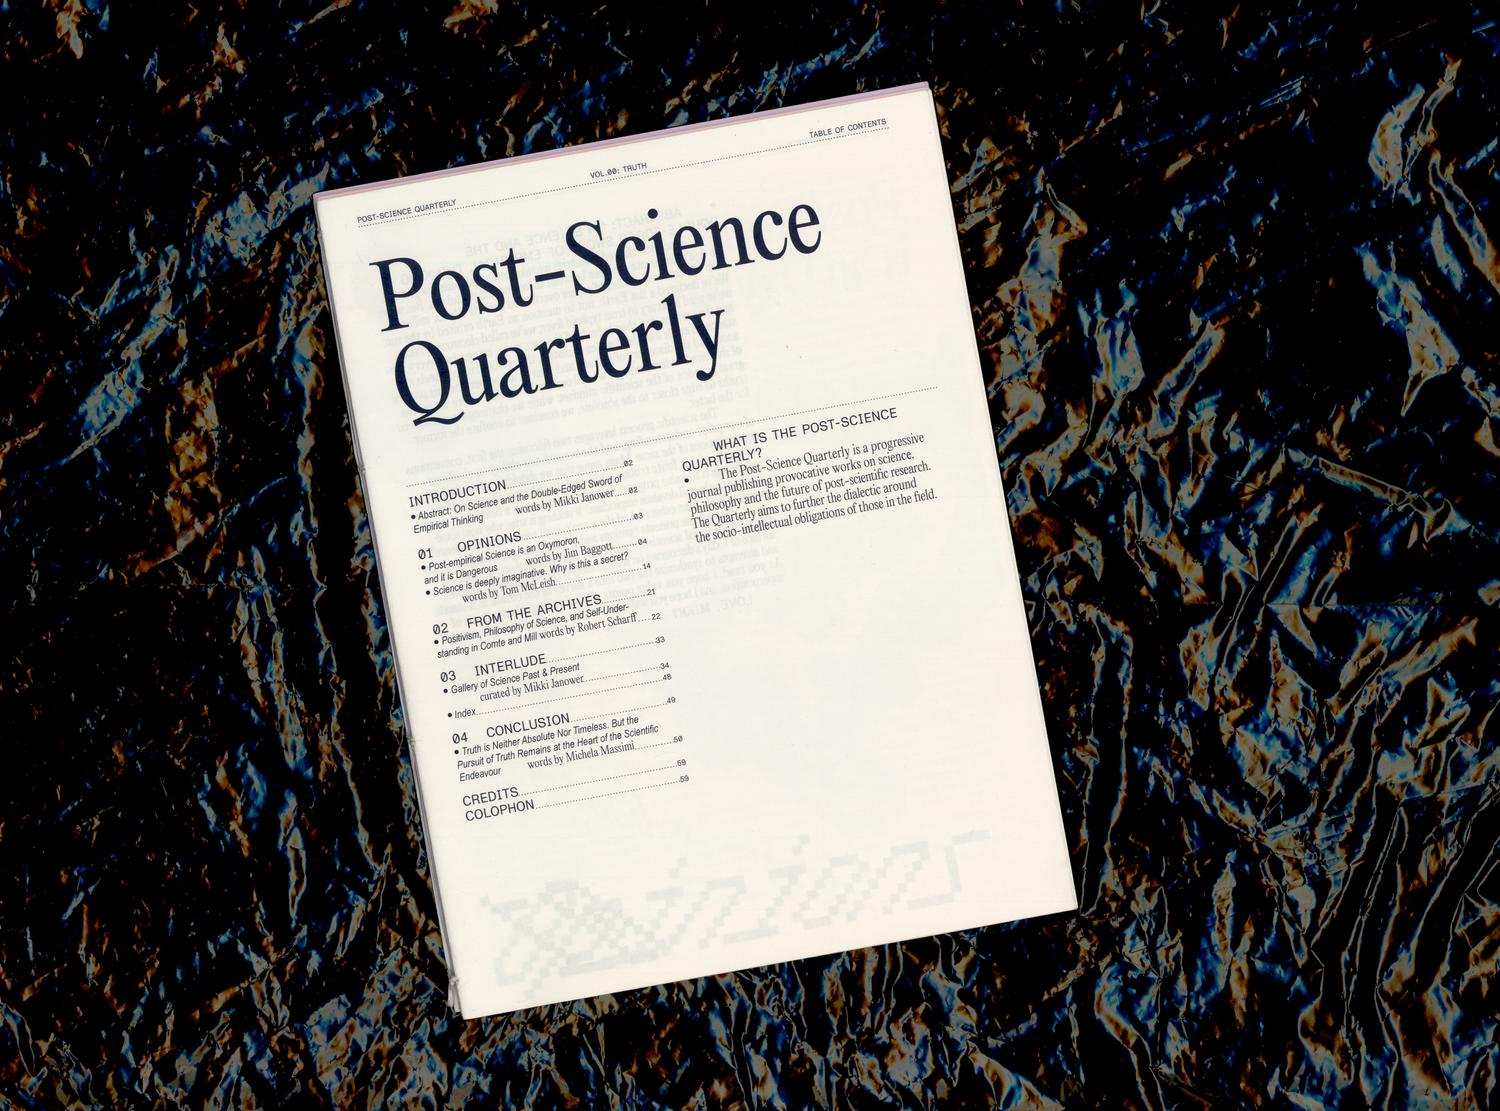 POST-SCIENCE QUARTERLY
VOL.00: TRUTH
TABLE OF CONTENTS
Post-Science
Quarterly
INTRODUCTION....................02
• Abstract: On Science and the Double-Edged Sword of
Empirical Thinking words by Mikki Janower.....02
01 OPINIONS....................03
• Post-empirical Science is an Oxymoron,
and it is Dangerous words by Jim Baggott.........04
• Science is deeply imaginative. Why is this a secret?
words by Tom McLeish....................14
02 FROM THE ARCHIVES...............21
• Positivism, Philosophy of Science, and Self-Under-
standing in Comte and Mill words by Robert Scharff....22
03 INTERLUDE....................33
• Gallery of Science Past & Present
curated by Mikki Janower....................34
• Index....................48
04 CONCLUSION....................49
• Truth is Neither Absolute Nor Timeless. But the
Pursuit of Truth Remains at the Heart of the Scientific
Endeavour words by Michela Massimi...............50
CREDITS....................59
COLOPHON....................59
WHAT IS THE POST-SCIENCE
QUARTERLY?
• The Post-Science Quarterly is a progressive
journal publishing provocative works on science,
philosophy and the future of post-scientific research.
The Quarterly aims to further the dialectic around
the socio-intellectual obligations of those in the field.